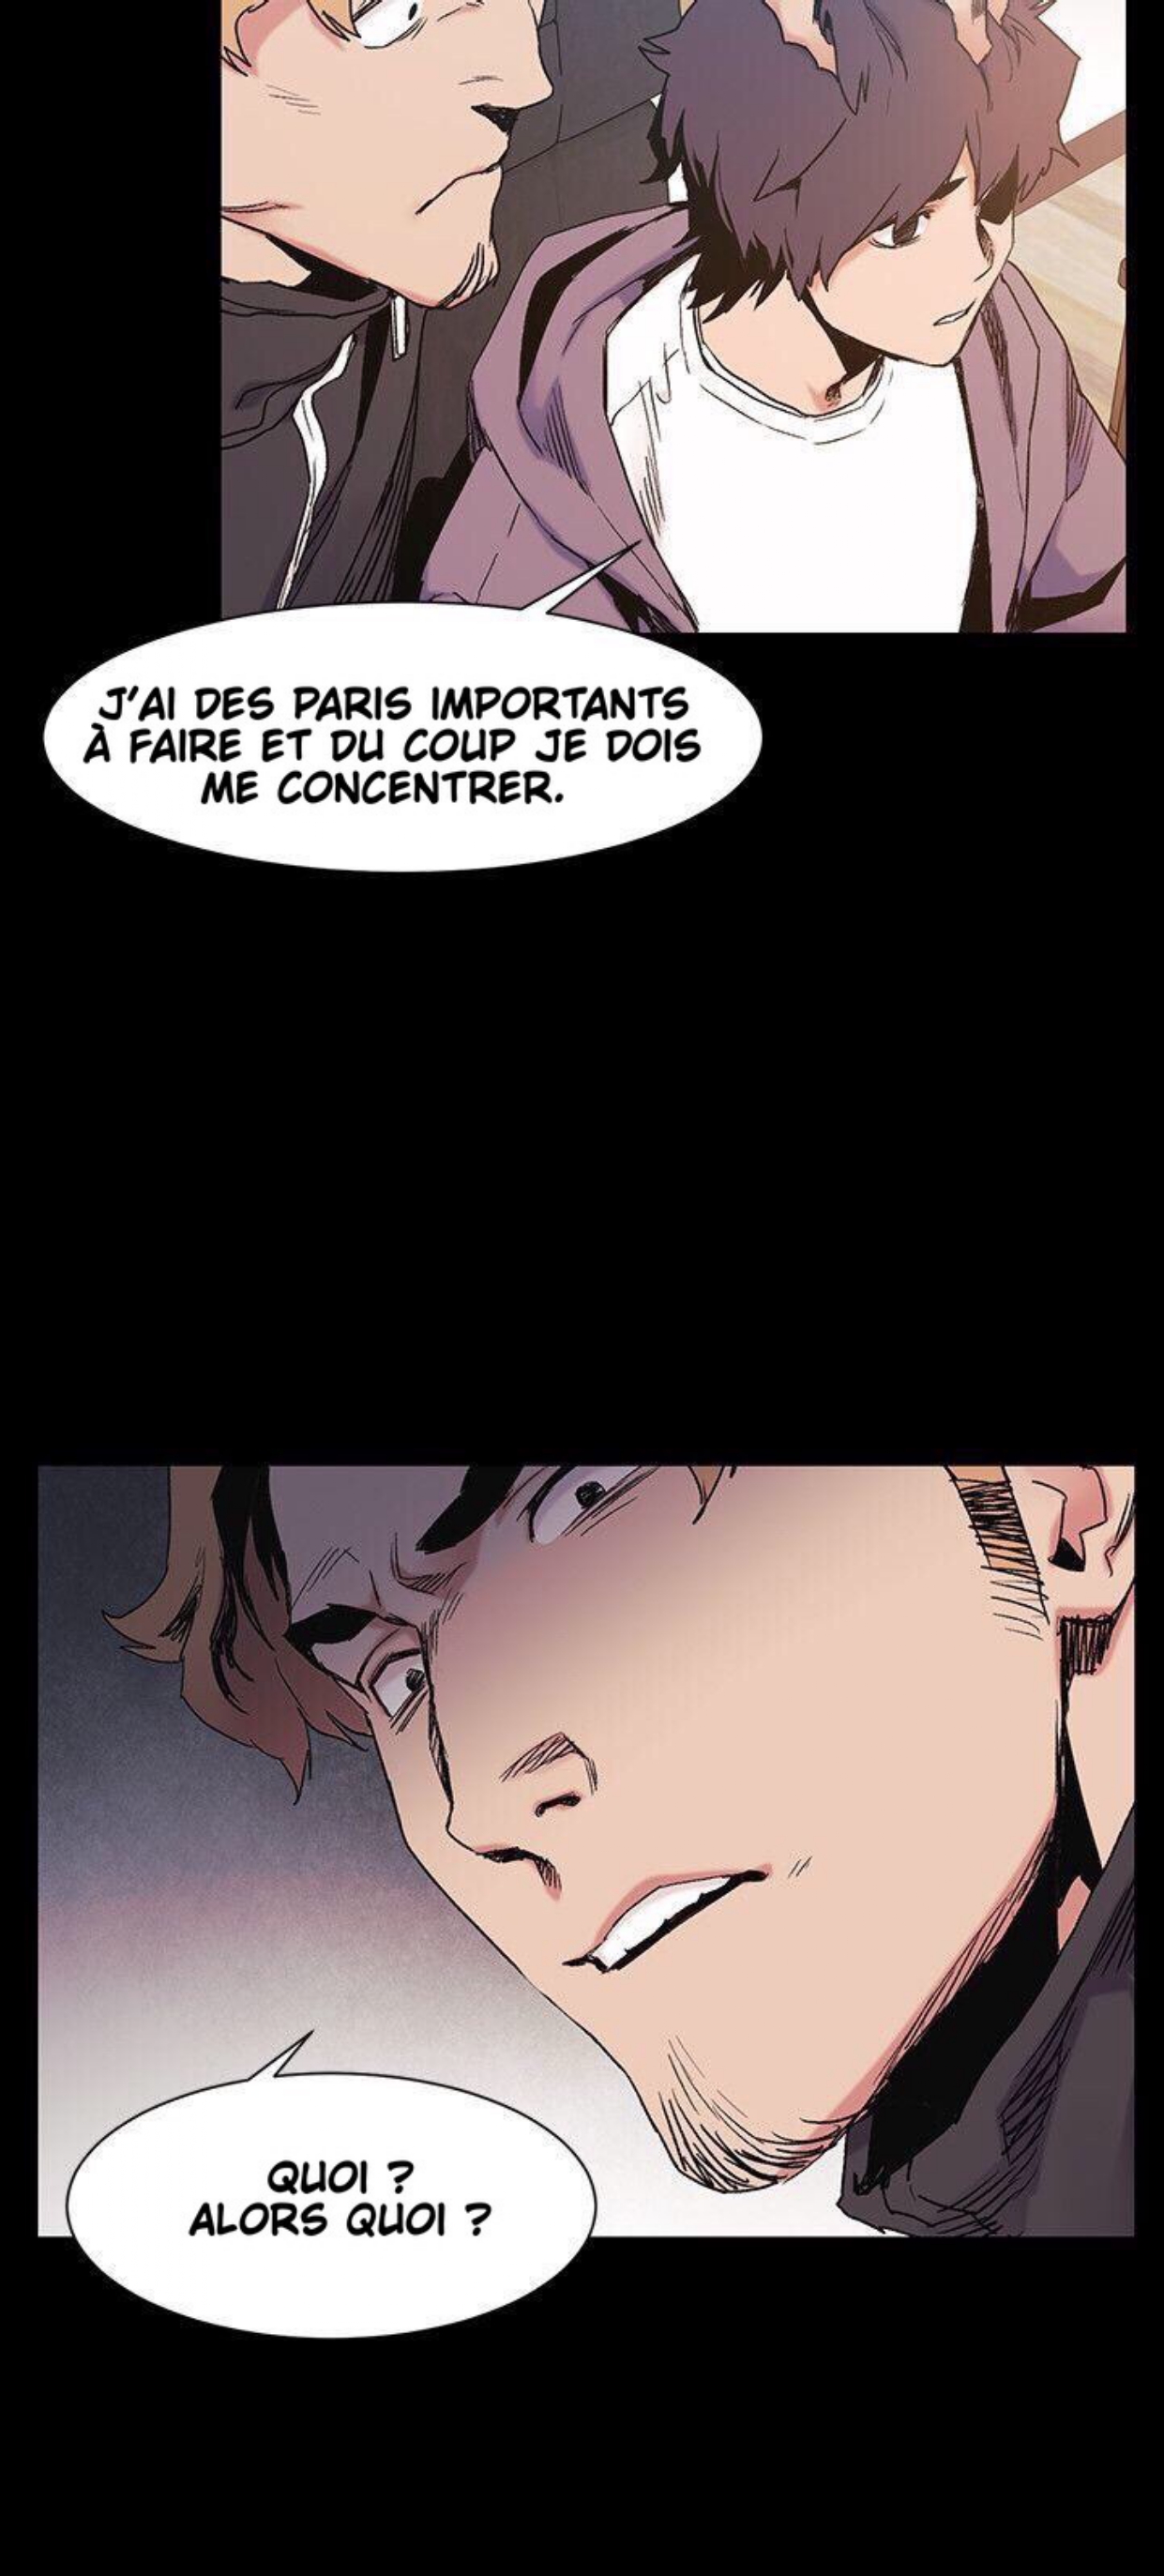 J'AI DES PARIS IMPORTANTS
À FAIRE ET DU COUP JE DOIS
ME CONCENTRER.
QUOI ?
ALORS QUOI ?